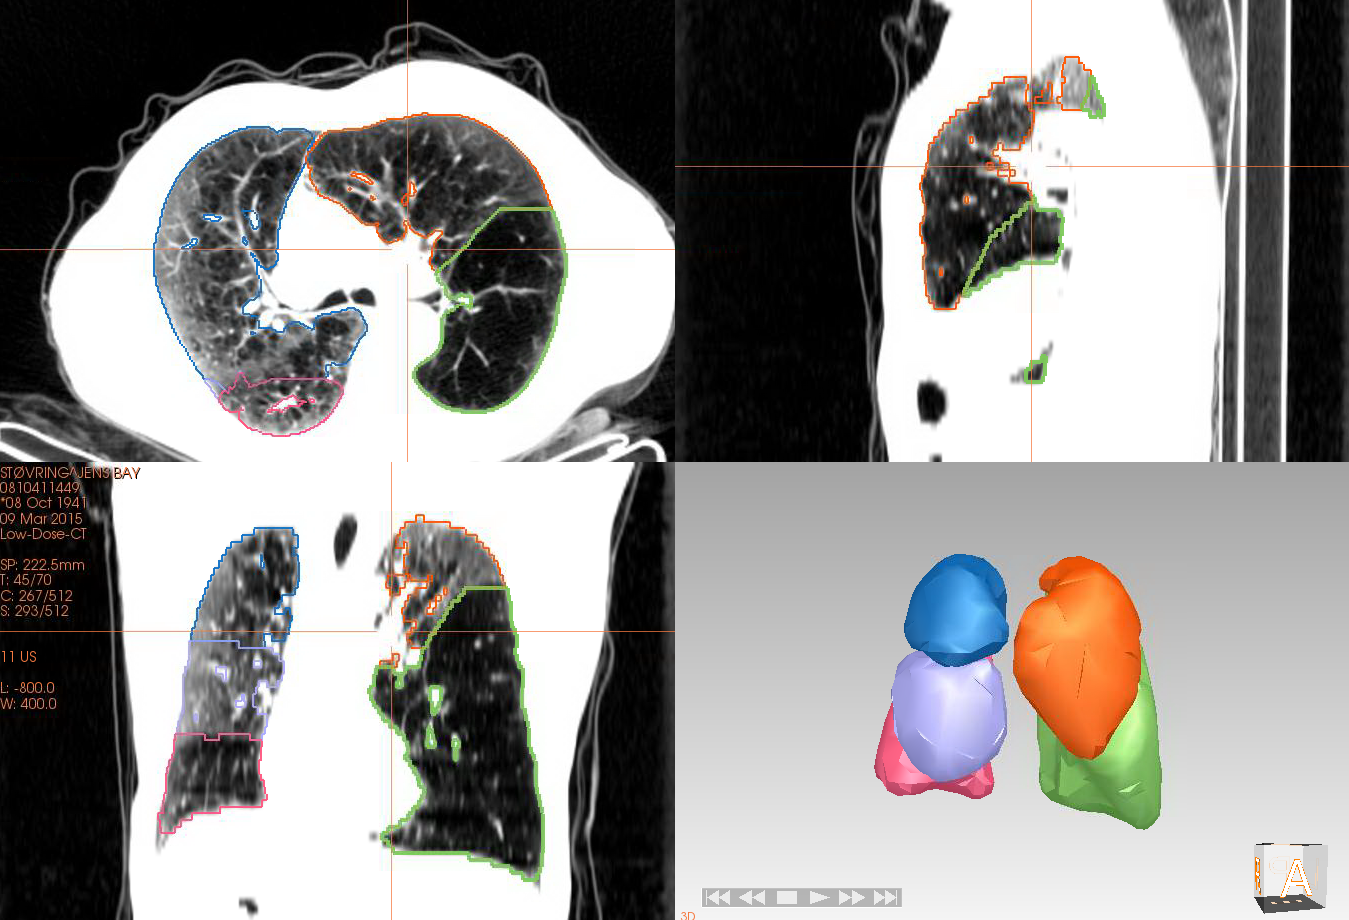 STØVRING^JENS BAY
0810411449,
*08 Oct 1941
09 Mar 2015
Low-Dose-CT
SP: 222.5mm
T: 45/70
C: 267/512
S: 293/512
11 US
L: -800.0
W: 400.0
3D
A